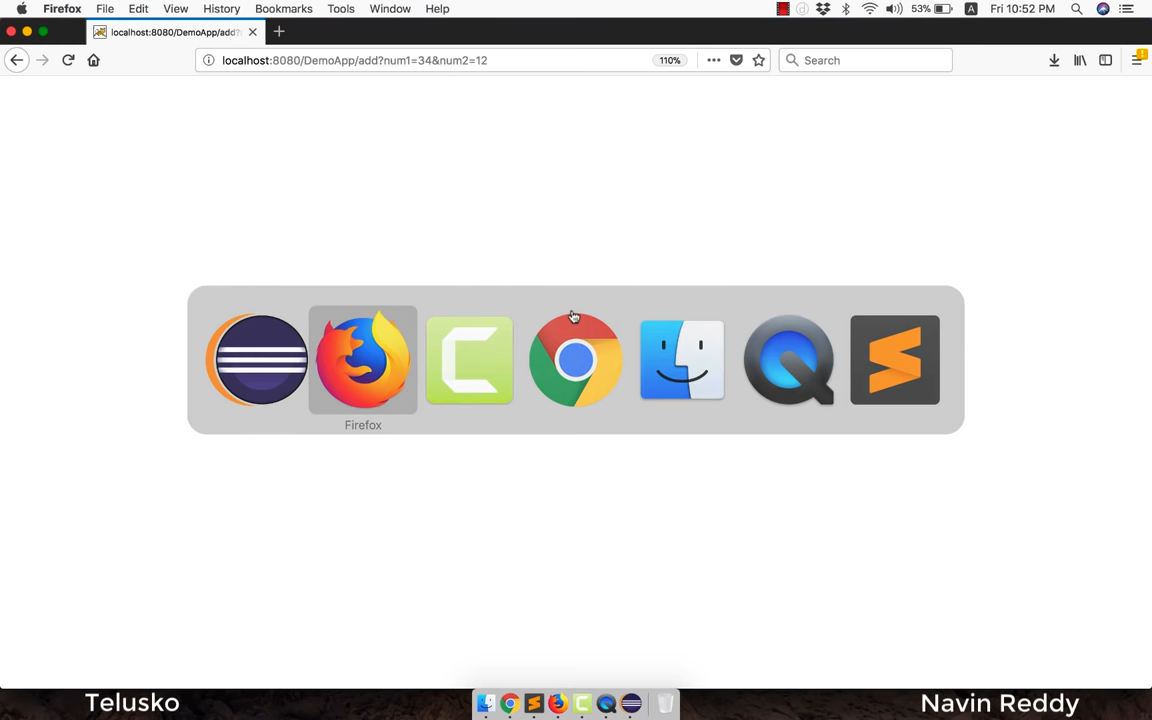 Firefox File Edit View History Bookmarks Tools Window Help 53% A Fri 10:52 PM
localhost:8080/DemoApp/add?
localhost:8080/DemoApp/add?num1=34&num2=12 110% Search
Firefox
Telusko Navin Reddy